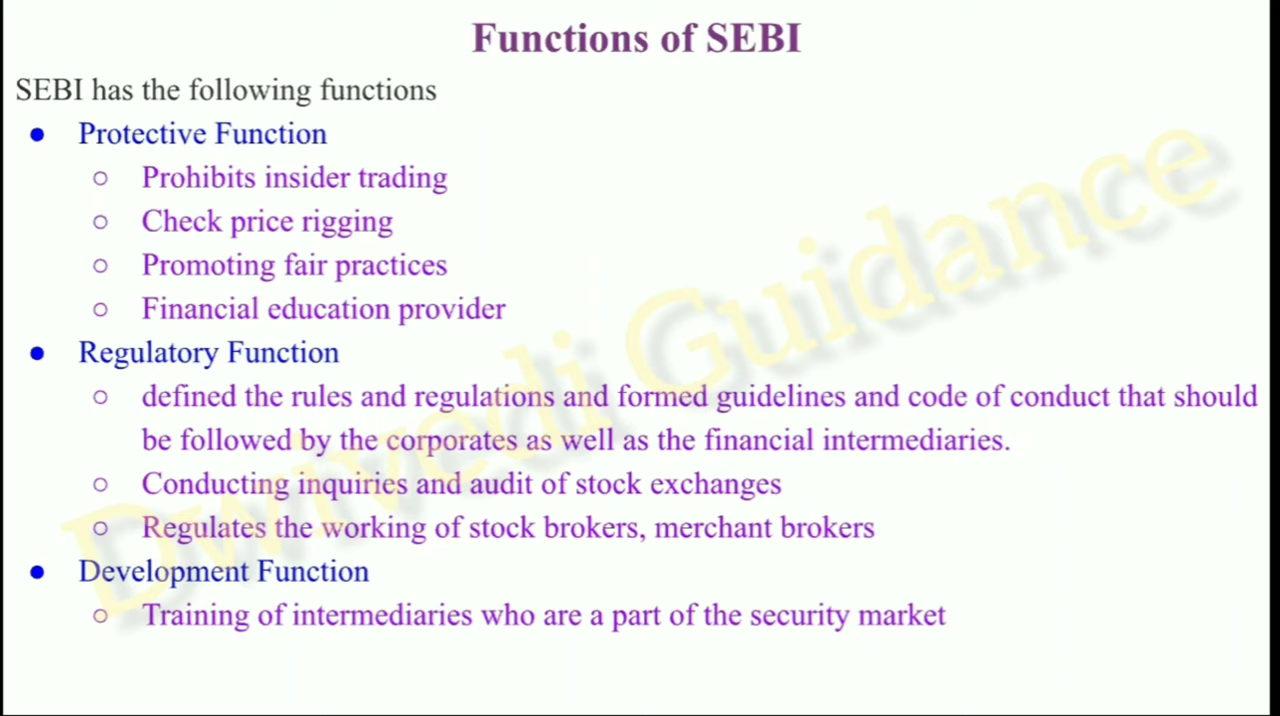 Functions of SEBI
SEBI has the following functions
● Protective Function
○ Prohibits insider trading
○ Check price rigging
○ Promoting fair practices
○ Financial education provider
● Regulatory Function
○ defined the rules and regulations and formed guidelines and code of conduct that should
be followed by the corporates as well as the financial intermediaries.
○ Conducting inquiries and audit of stock exchanges
○ Regulates the working of stock brokers, merchant brokers
● Development Function
○ Training of intermediaries who are a part of the security market
Dwivedi Guidance